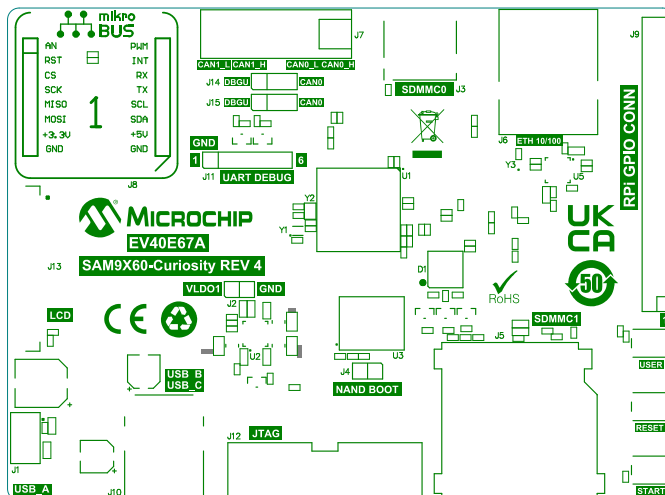 mikro
BUS
AN PWM
RST INT
CS RX
SCK TX
MISO SCL
MOSI SDA
+3.3V +5V
GND GND
1
J8
J7
CAN1_L CAN1_H CAN0_L CAN0_H
J14 DBGU CAN0
J15 DBGU CAN0
GND
1 6
J11 UART DEBUG
SDMMC0
J3
ETH 10/100
J6
Y3
U5
J9
RPi GPIO CONN
MICROCHIP
EV40E67A
SAM9X60-Curiosity REV 4
Y2
U1
Y1
UK
CA
50
D1
RoHS
J13
VLDO1 GND
J2
LCD
CE
U2
U3
SDMMC1
J5
J4
NAND BOOT
USB_B
USB_C
USER
J12 JTAG
RESET
J1
USB_A
J10
START